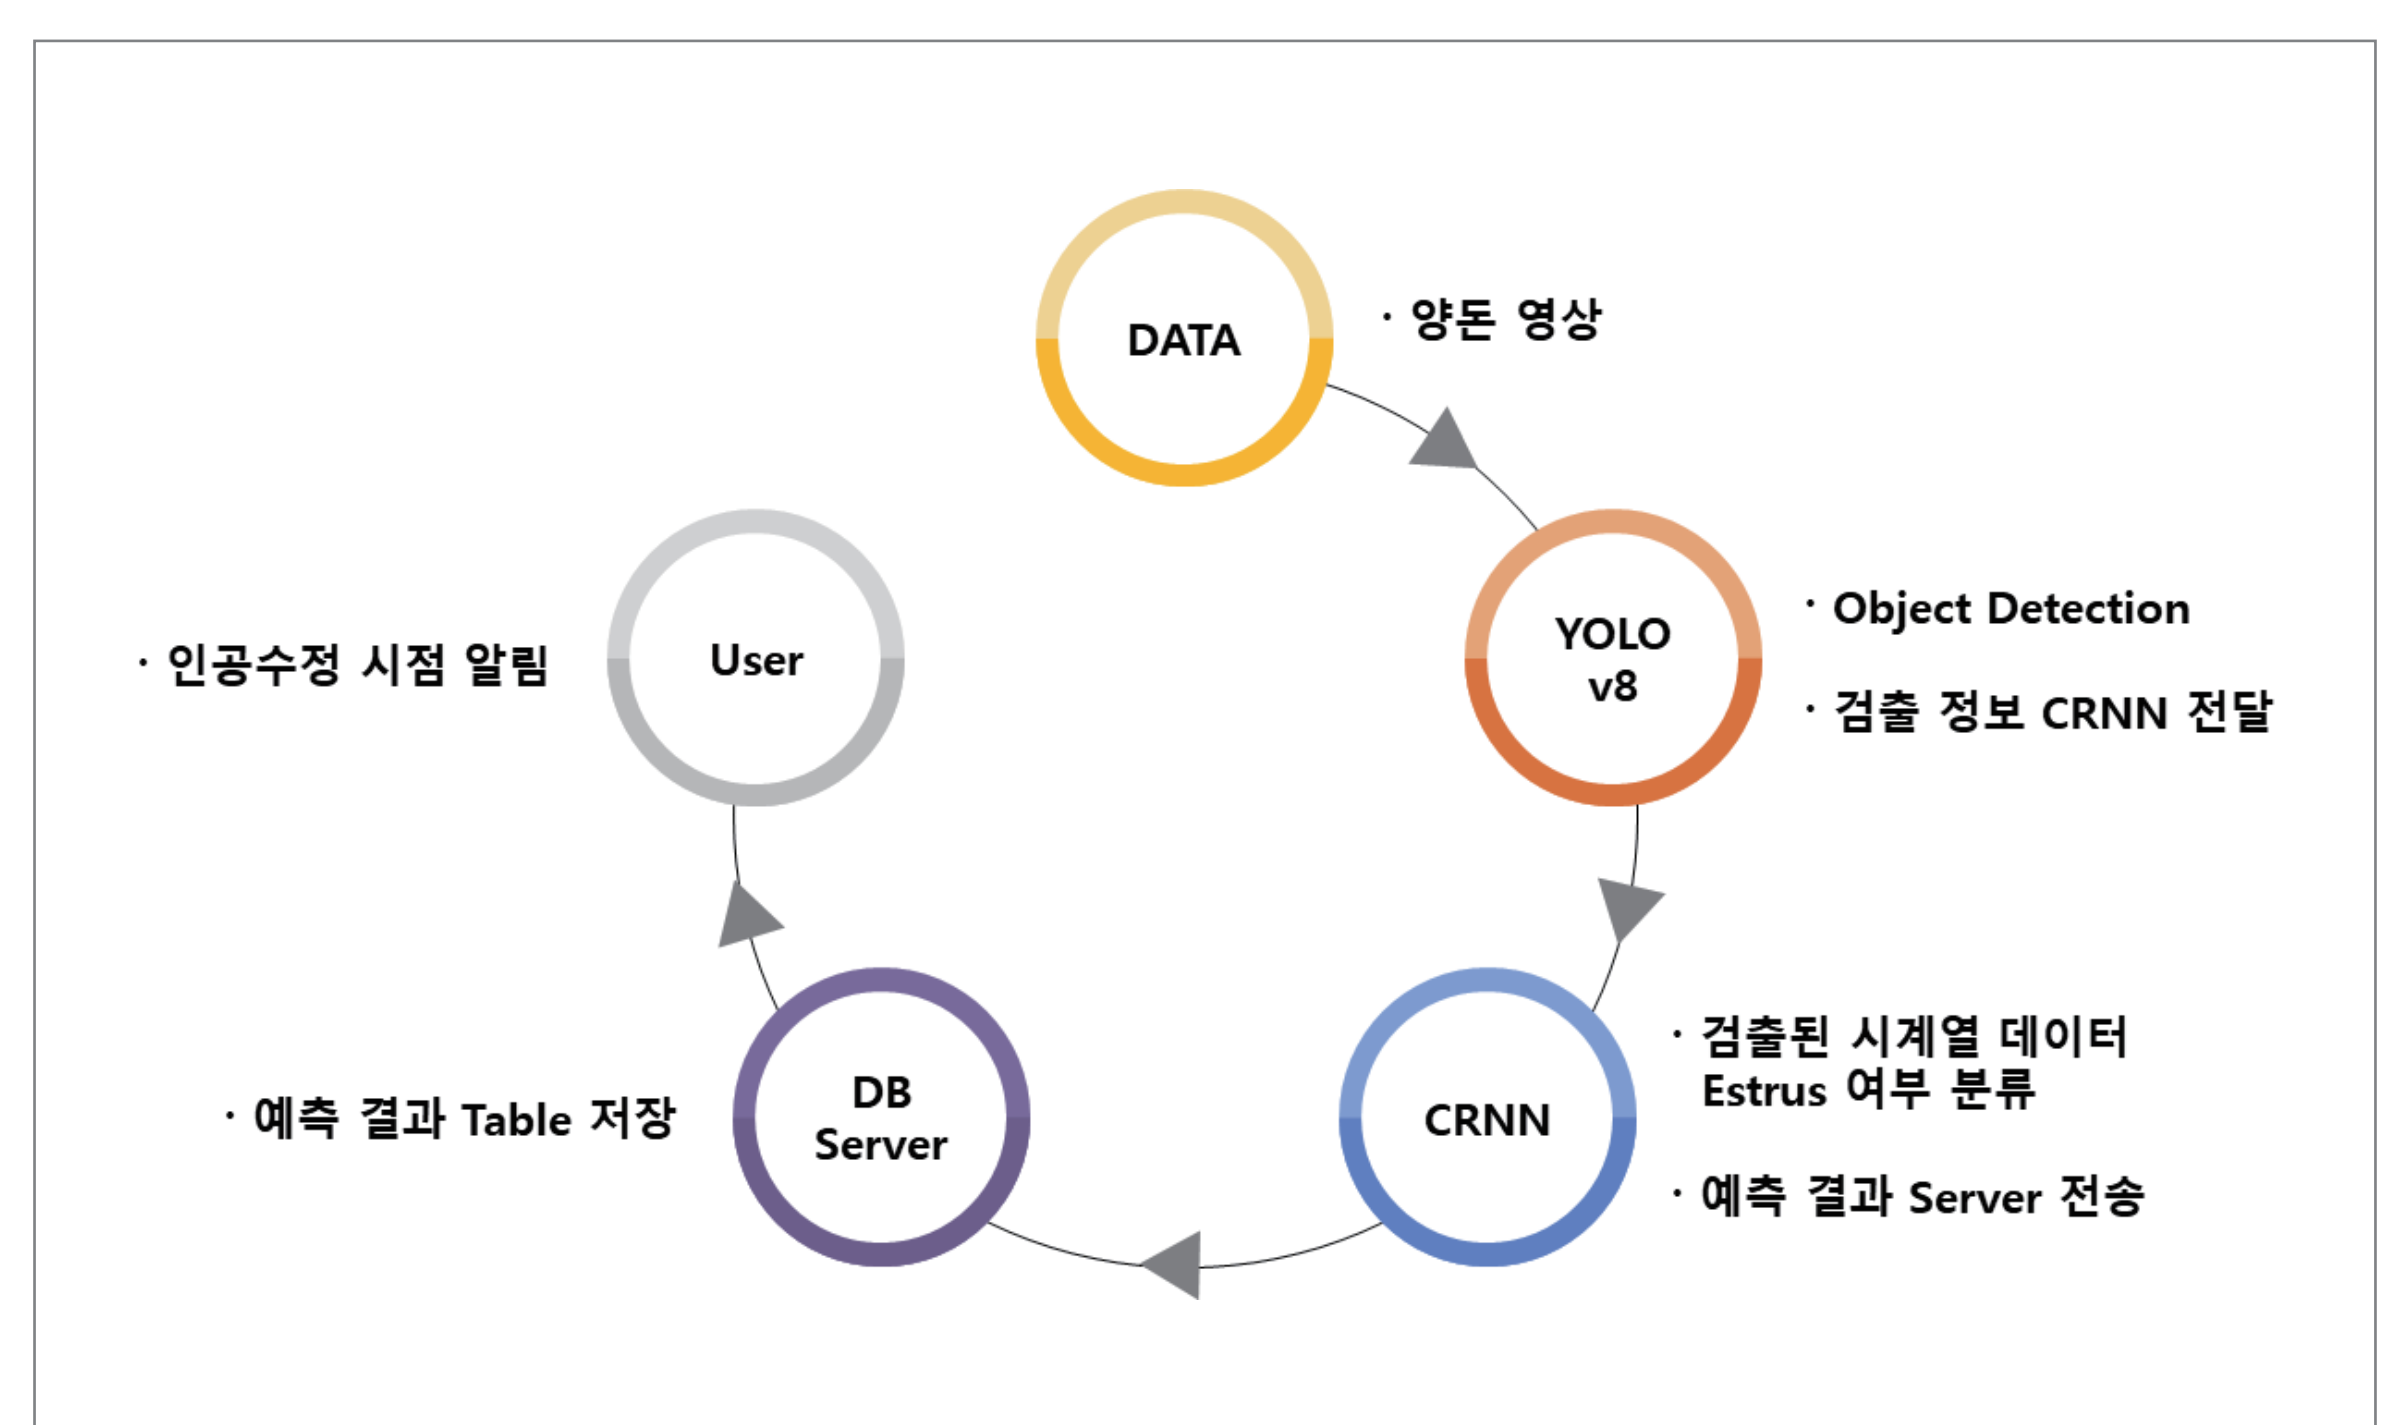 DATA
· 양돈 영상
YOLO
v8
· Object Detection
· 검출 정보 CRNN 전달
CRNN
· 검출된 시계열 데이터
Estrus 여부 분류
· 예측 결과 Server 전송
DB
Server
· 예측 결과 Table 저장
User
· 인공수정 시점 알림